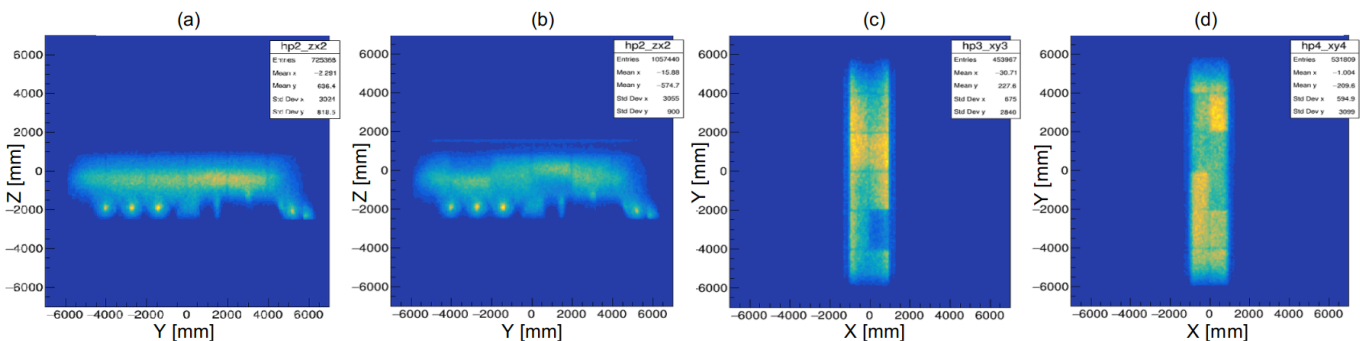 (a)
hp2_zx2
Entries 725368
Mean x −2.291
Mean y 636.4
Std Dev x 3024
Std Dev y 818.5
6000
4000
2000
0
−2000
−4000
−6000
Z [mm]
−6000 −4000 −2000 0 2000 4000 6000
Y [mm]
(b)
hp2_zx2
Entries 1057440
Mean x −15.88
Mean y −574.7
Std Dev x 3055
Std Dev y 900
6000
4000
2000
0
−2000
−4000
−6000
Z [mm]
−6000 −4000 −2000 0 2000 4000 6000
Y [mm]
(c)
hp3_xy3
Entries 453967
Mean x −30.71
Mean y 227.6
Std Dev x 675
Std Dev y 2840
6000
4000
2000
0
−2000
−4000
−6000
Y [mm]
−6000 −4000 −2000 0 2000 4000 6000
X [mm]
(d)
hp4_xy4
Entries 531809
Mean x −1.004
Mean y −209.6
Std Dev x 594.9
Std Dev y 3099
6000
4000
2000
0
−2000
−4000
−6000
Y [mm]
−6000 −4000 −2000 0 2000 4000 6000
X [mm]